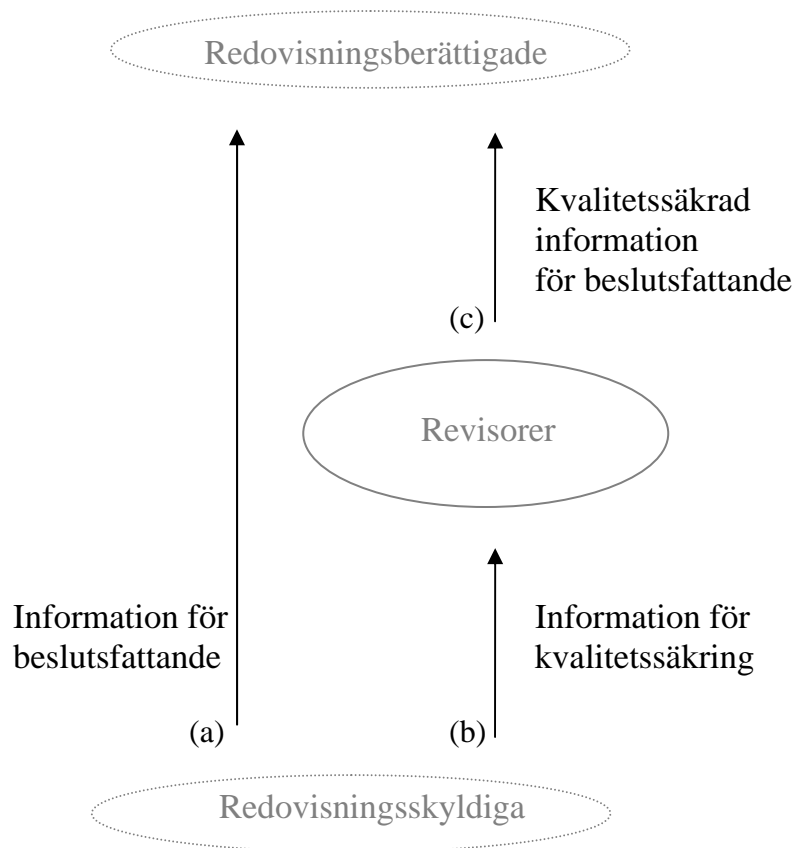 Redovisningsberättigade
Kvalitetssäkrad
information
för beslutsfattande
(c)
Revisorer
Information för
beslutsfattande
Information för
kvalitetssäkring
(a)
(b)
Redovisningsskyldiga